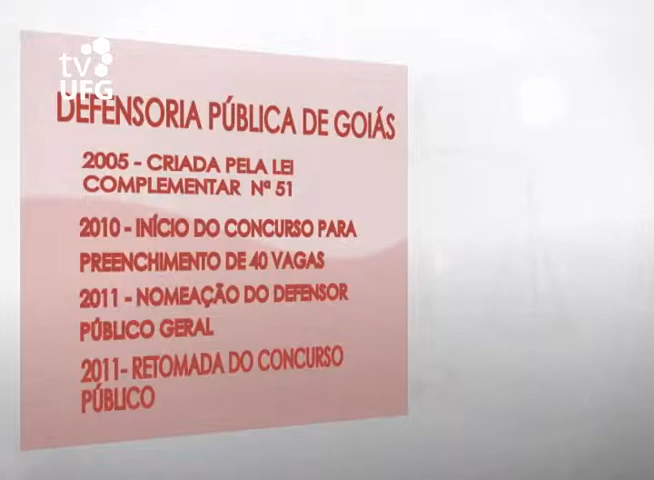 tv
UFG
DEFENSORIA PÚBLICA DE GOIÁS
2005 - CRIADA PELA LEI
COMPLEMENTAR Nª 51
2010 - INÍCIO DO CONCURSO PARA
PREENCHIMENTO DE 40 VAGAS
2011 - NOMEAÇÃO DO DEFENSOR
PÚBLICO GERAL
2011- RETOMADA DO CONCURSO
PÚBLICO